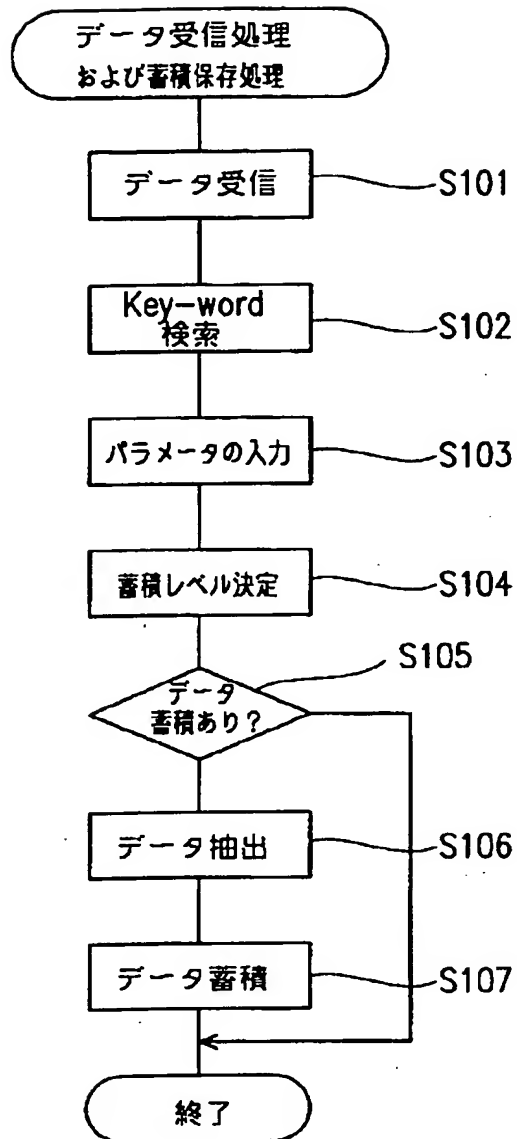 データ受信処理
および蓄積保存処理
データ受信
S101
Key-word
検索
S102
パラメータの入力
S103
蓄積レベル決定
S104
S105
データ
蓄積あり?
データ抽出
S106
データ蓄積
S107
終了